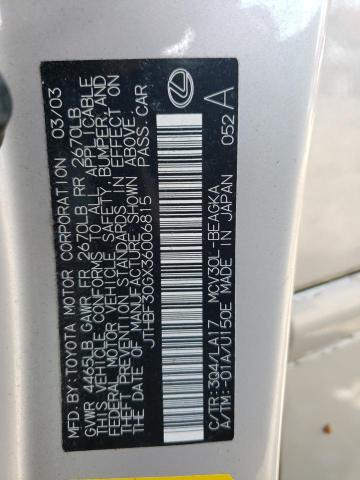 MFD. BY: TOYOTA MOTOR CORPORATION 03/03
GVWR 4465LB GAWR FR 2670LB RR 2670LB
THIS VEHICLE CONFORMS TO ALL APPLICABLE
FEDERAL MOTOR VEHICLE SAFETY, BUMPER, AND
THEFT PREVENTION STANDARDS IN EFFECT ON
THE DATE OF MANUFACTURE SHOWN ABOVE.
JTHBF30GX36006815 PASS CAR
C/TR:3Q4/LA17 MCV30L-BEAGKA
A/TM:-01A/U150E MADE IN JAPAN 052 A